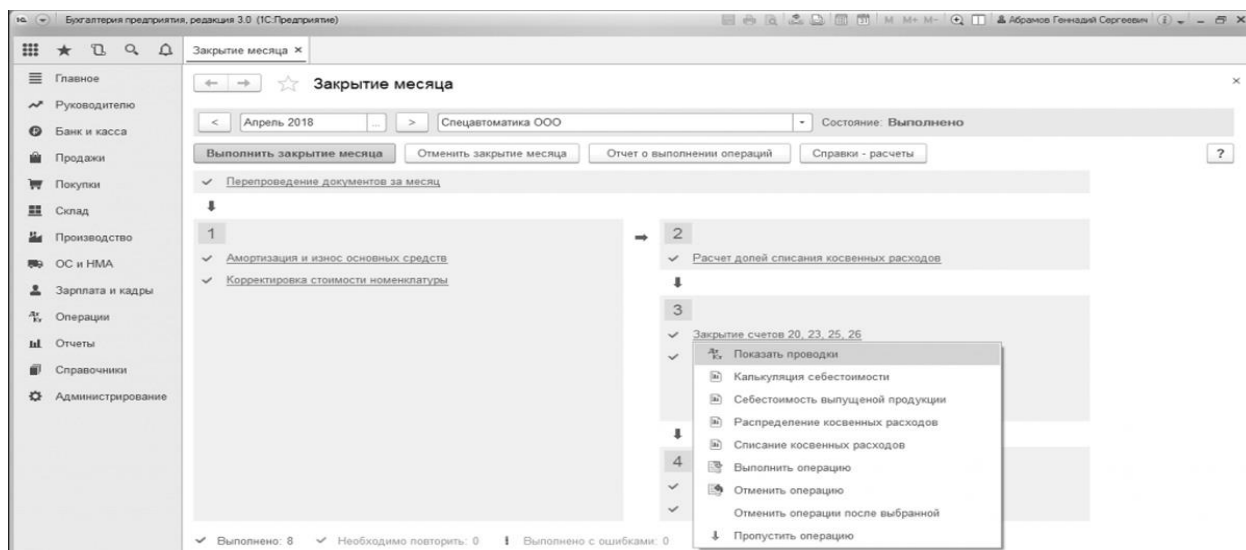 Бухгалтерия предприятия, редакция 3.0 (1С:Предприятие)
M M+ M-
Абрамов Геннадий Сергеевич
Закрытие месяца ×
Главное
Руководителю
Банк и касса
Продажи
Покупки
Склад
Производство
ОС и НМА
Зарплата и кадры
Операции
Отчеты
Справочники
Администрирование
Закрытие месяца
< Апрель 2018 ... > Спецавтоматика ООО Состояние: Выполнено
Выполнить закрытие месяца Отменить закрытие месяца Отчет о выполнении операций Справки - расчеты ?
Перепроведение документов за месяц
1
Амортизация и износ основных средств
Корректировка стоимости номенклатуры
2
Расчет долей списания косвенных расходов
3
Закрытие счетов 20, 23, 25, 26
Показать проводки
Калькуляция себестоимости
Себестоимость выпущеной продукции
Распределение косвенных расходов
Списание косвенных расходов
Выполнить операцию
Отменить операцию
Отменить операции после выбранной
Пропустить операцию
4
Выполнено: 8 Необходимо повторить: 0 Выполнено с ошибками: 0